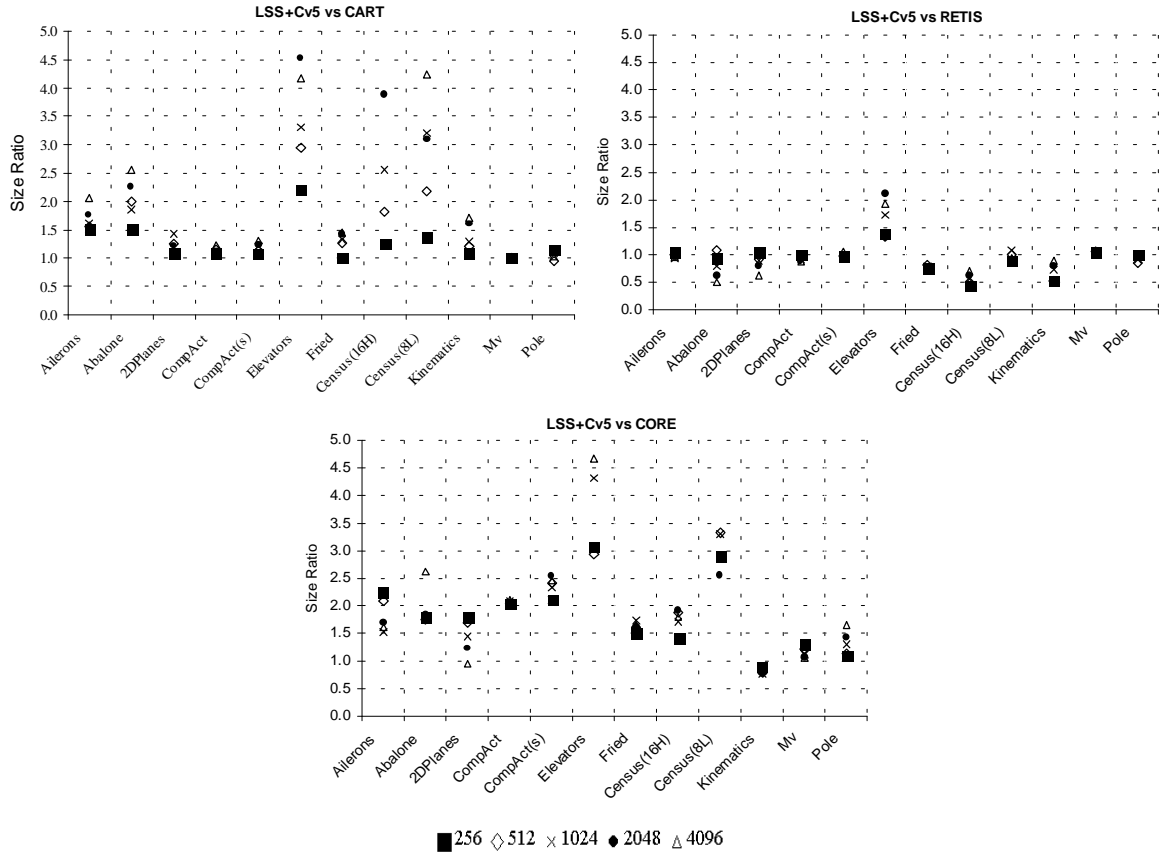 LSS+Cv5 vs CART
Size Ratio
5.0
4.5
4.0
3.5
3.0
2.5
2.0
1.5
1.0
0.5
0.0
Ailerons
Abalone
2DPlanes
CompAct
CompAct(s)
Elevators
Fried
Census(16H)
Census(8L)
Kinematics
Mv
Pole
LSS+Cv5 vs RETIS
Size Ratio
5.0
4.5
4.0
3.5
3.0
2.5
2.0
1.5
1.0
0.5
0.0
Ailerons
Abalone
2DPlanes
CompAct
CompAct(s)
Elevators
Fried
Census(16H)
Census(8L)
Kinematics
Mv
Pole
LSS+Cv5 vs CORE
Size Ratio
5.0
4.5
4.0
3.5
3.0
2.5
2.0
1.5
1.0
0.5
0.0
Ailerons
Abalone
2DPlanes
CompAct
CompAct(s)
Elevators
Fried
Census(16H)
Census(8L)
Kinematics
Mv
Pole
256 512 1024 2048 4096